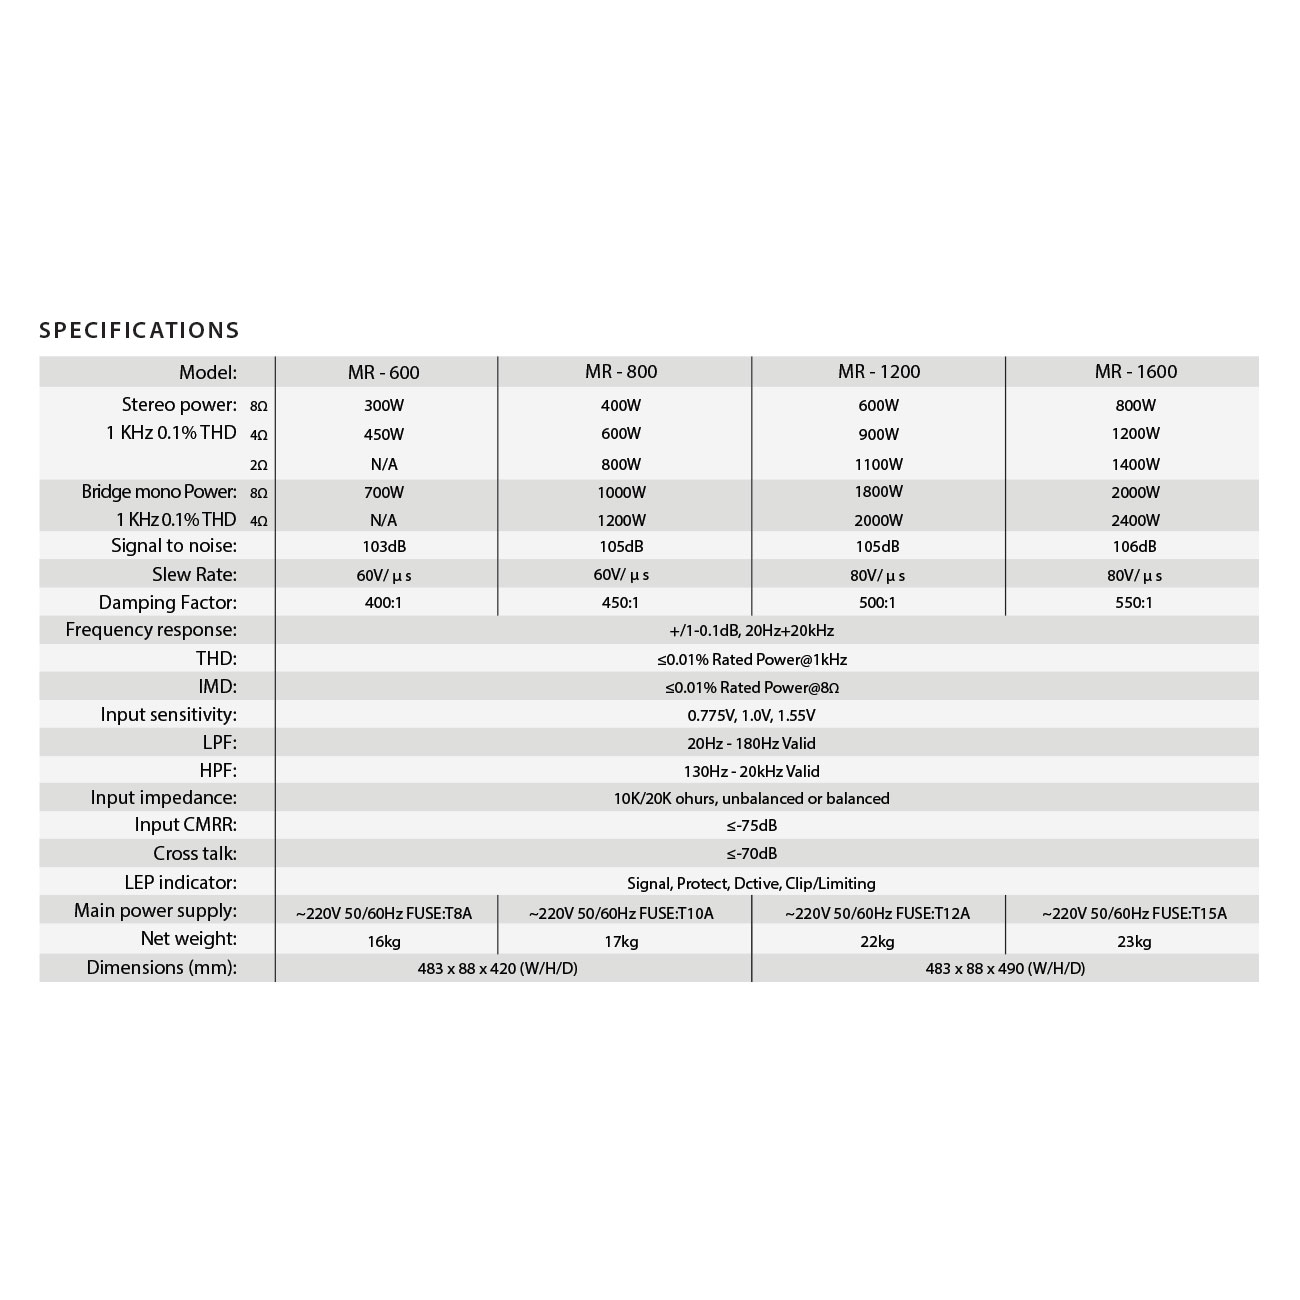 SPECIFICATIONS
Model: MR - 600 MR - 800 MR - 1200 MR - 1600
Stereo power: 8Ω 300W 400W 600W 800W
1 KHz 0.1% THD 4Ω 450W 600W 900W 1200W
2Ω N/A 800W 1100W 1400W
Bridge mono Power: 8Ω 700W 1000W 1800W 2000W
1 KHz 0.1% THD 4Ω N/A 1200W 2000W 2400W
Signal to noise: 103dB 105dB 105dB 106dB
Slew Rate: 60V/ μ s 60V/ μ s 80V/ μ s 80V/ μ s
Damping Factor: 400:1 450:1 500:1 550:1
Frequency response: +/1-0.1dB, 20Hz+20kHz
THD: ≤0.01% Rated Power@1kHz
IMD: ≤0.01% Rated Power@8Ω
Input sensitivity: 0.775V, 1.0V, 1.55V
LPF: 20Hz - 180Hz Valid
HPF: 130Hz - 20kHz Valid
Input impedance: 10K/20K ohurs, unbalanced or balanced
Input CMRR: ≤-75dB
Cross talk: ≤-70dB
LEP indicator: Signal, Protect, Dctive, Clip/Limiting
Main power supply: ~220V 50/60Hz FUSE:T8A ~220V 50/60Hz FUSE:T10A ~220V 50/60Hz FUSE:T12A ~220V 50/60Hz FUSE:T15A
Net weight: 16kg 17kg 22kg 23kg
Dimensions (mm): 483 x 88 x 420 (W/H/D) 483 x 88 x 490 (W/H/D)